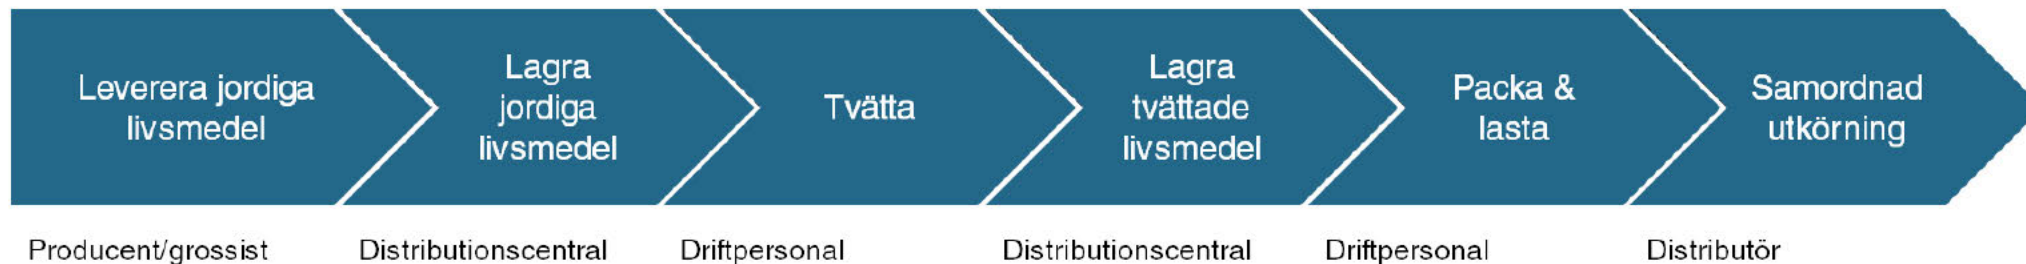 Leverera jordiga
livsmedel
Lagra
jordiga
livsmedel
Tvätta
Lagra
tvättade
livsmedel
Packa &
lasta
Samordnad
utkörning
Producent/grossist
Distributionscentral
Driftpersonal
Distributionscentral
Driftpersonal
Distributör